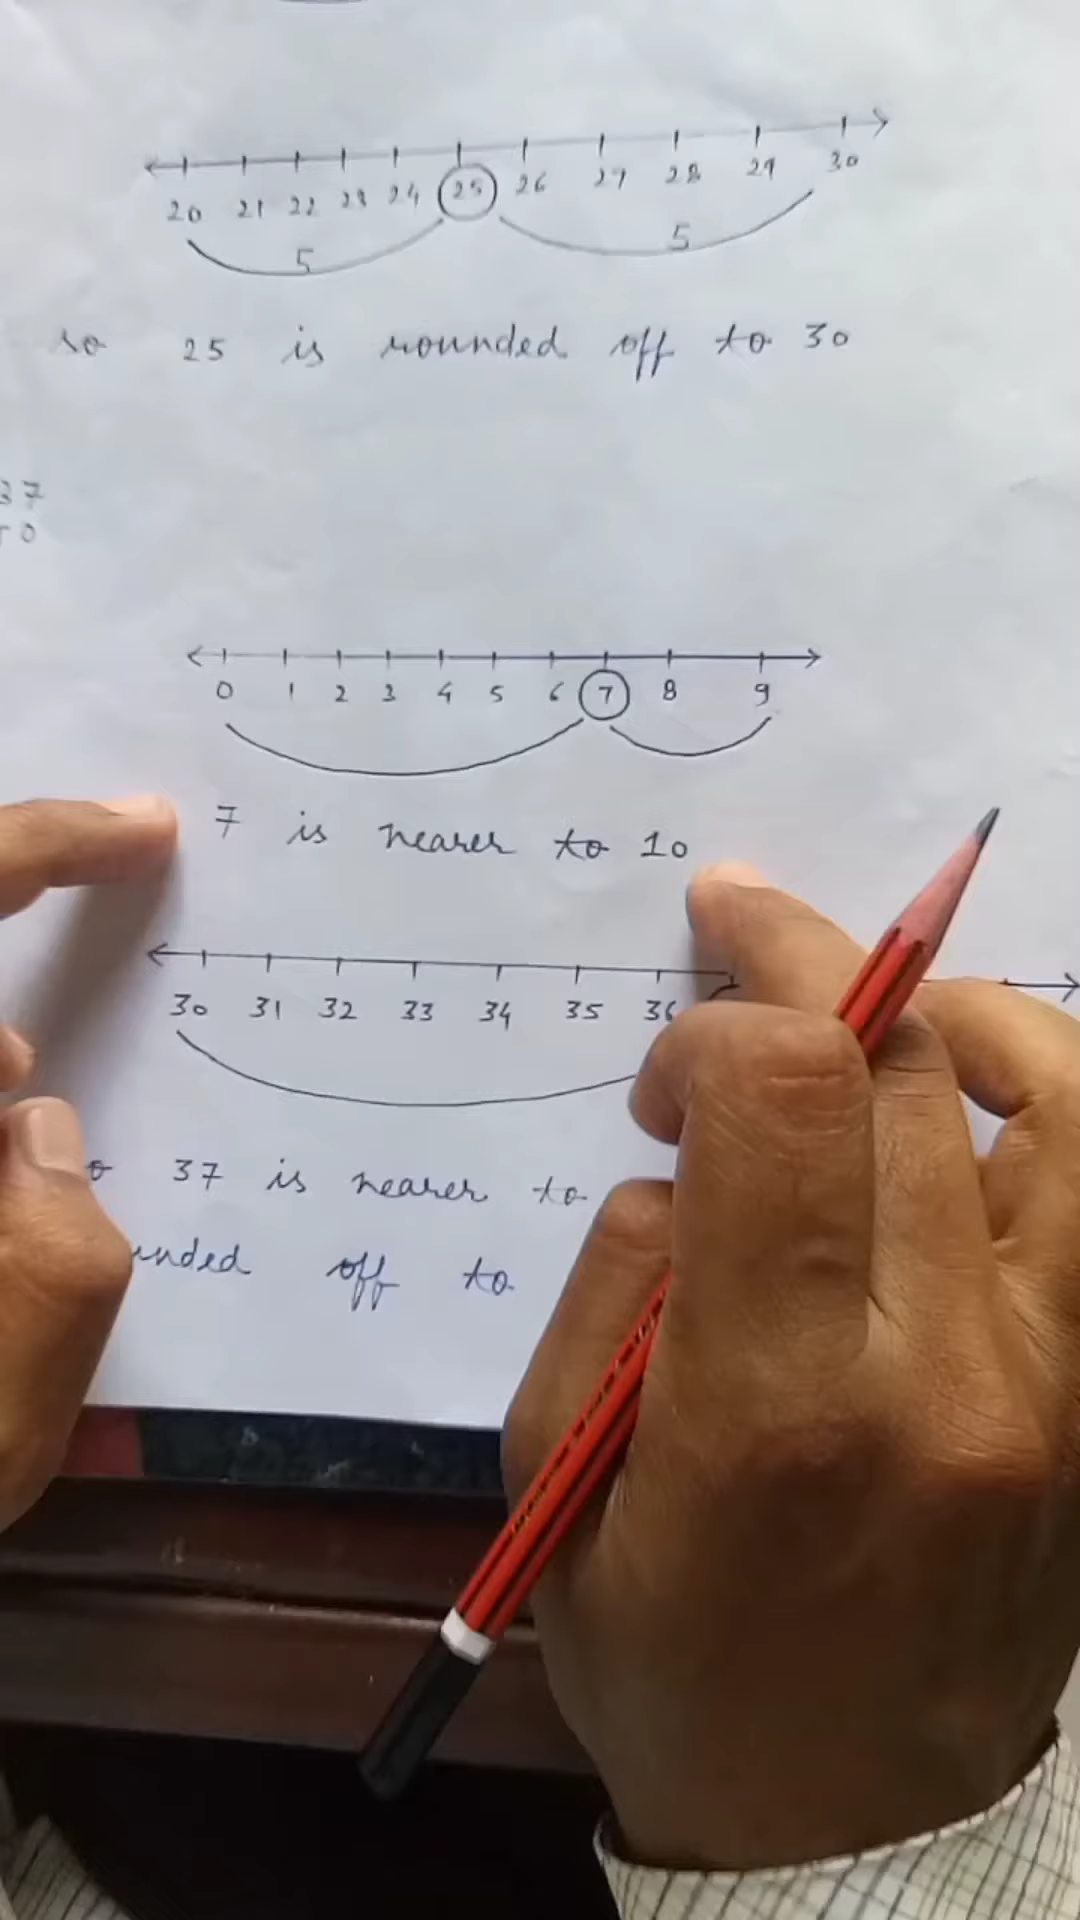 20 21 22 23 24 25 26 27 28 29 30
5 5
so 25 is rounded off to 30
37
0
0 1 2 3 4 5 6 7 8 9
7 is nearer to 10
30 31 32 33 34 35 36
37 is nearer to
unded off to